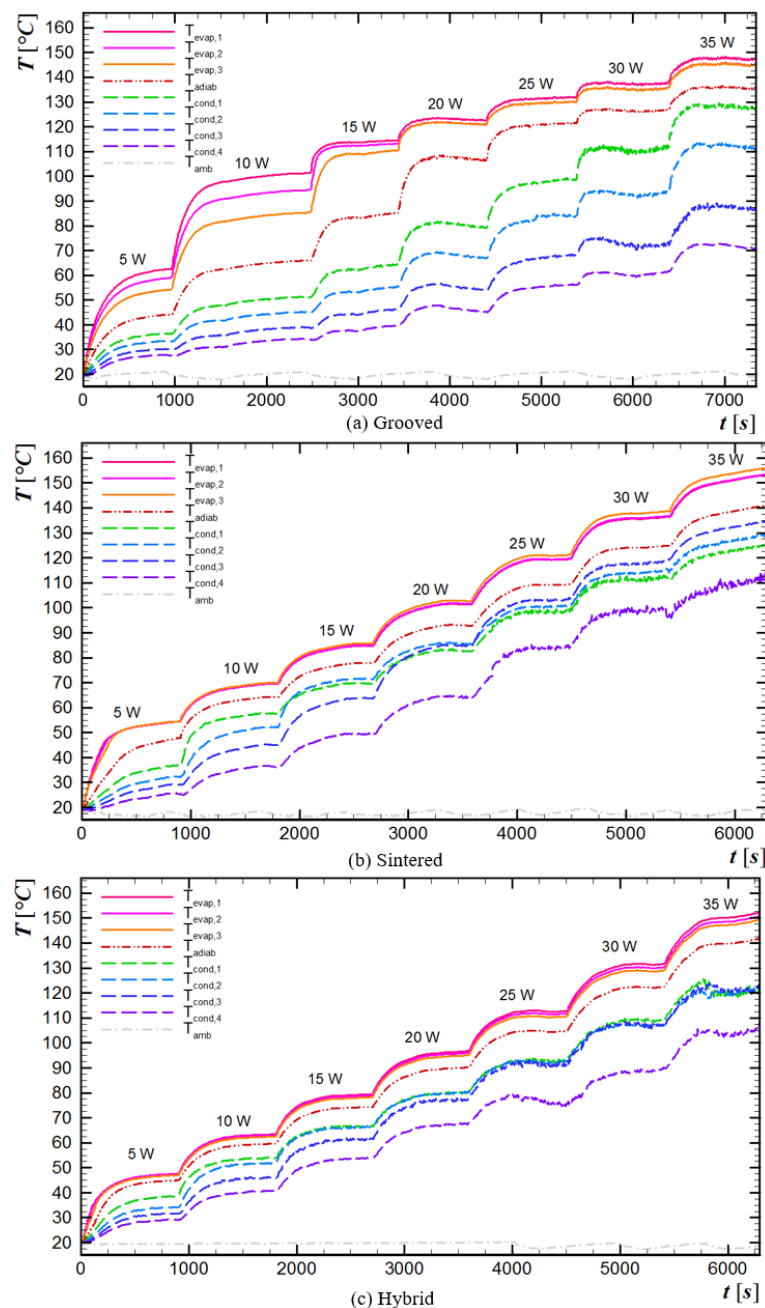 T [°C]
160
150
140
130
120
110
100
90
80
70
60
50
40
30
20
T evap,1
T evap,2
T evap,3
T adiab
T cond,1
T cond,2
T cond,3
T cond,4
T amb
5 W
10 W
15 W
20 W
25 W
30 W
35 W
0 1000 2000 3000 4000 5000 6000 7000
(a) Grooved
t [s]
T [°C]
160
150
140
130
120
110
100
90
80
70
60
50
40
30
20
T evap,1
T evap,2
T evap,3
T adiab
T cond,1
T cond,2
T cond,3
T cond,4
T amb
5 W
10 W
15 W
20 W
25 W
30 W
35 W
0 1000 2000 3000 4000 5000 6000
(b) Sintered
t [s]
T [°C]
160
150
140
130
120
110
100
90
80
70
60
50
40
30
20
T evap,1
T evap,2
T evap,3
T adiab
T cond,1
T cond,2
T cond,3
T cond,4
T amb
5 W
10 W
15 W
20 W
25 W
30 W
35 W
0 1000 2000 3000 4000 5000 6000
(c) Hybrid
t [s]